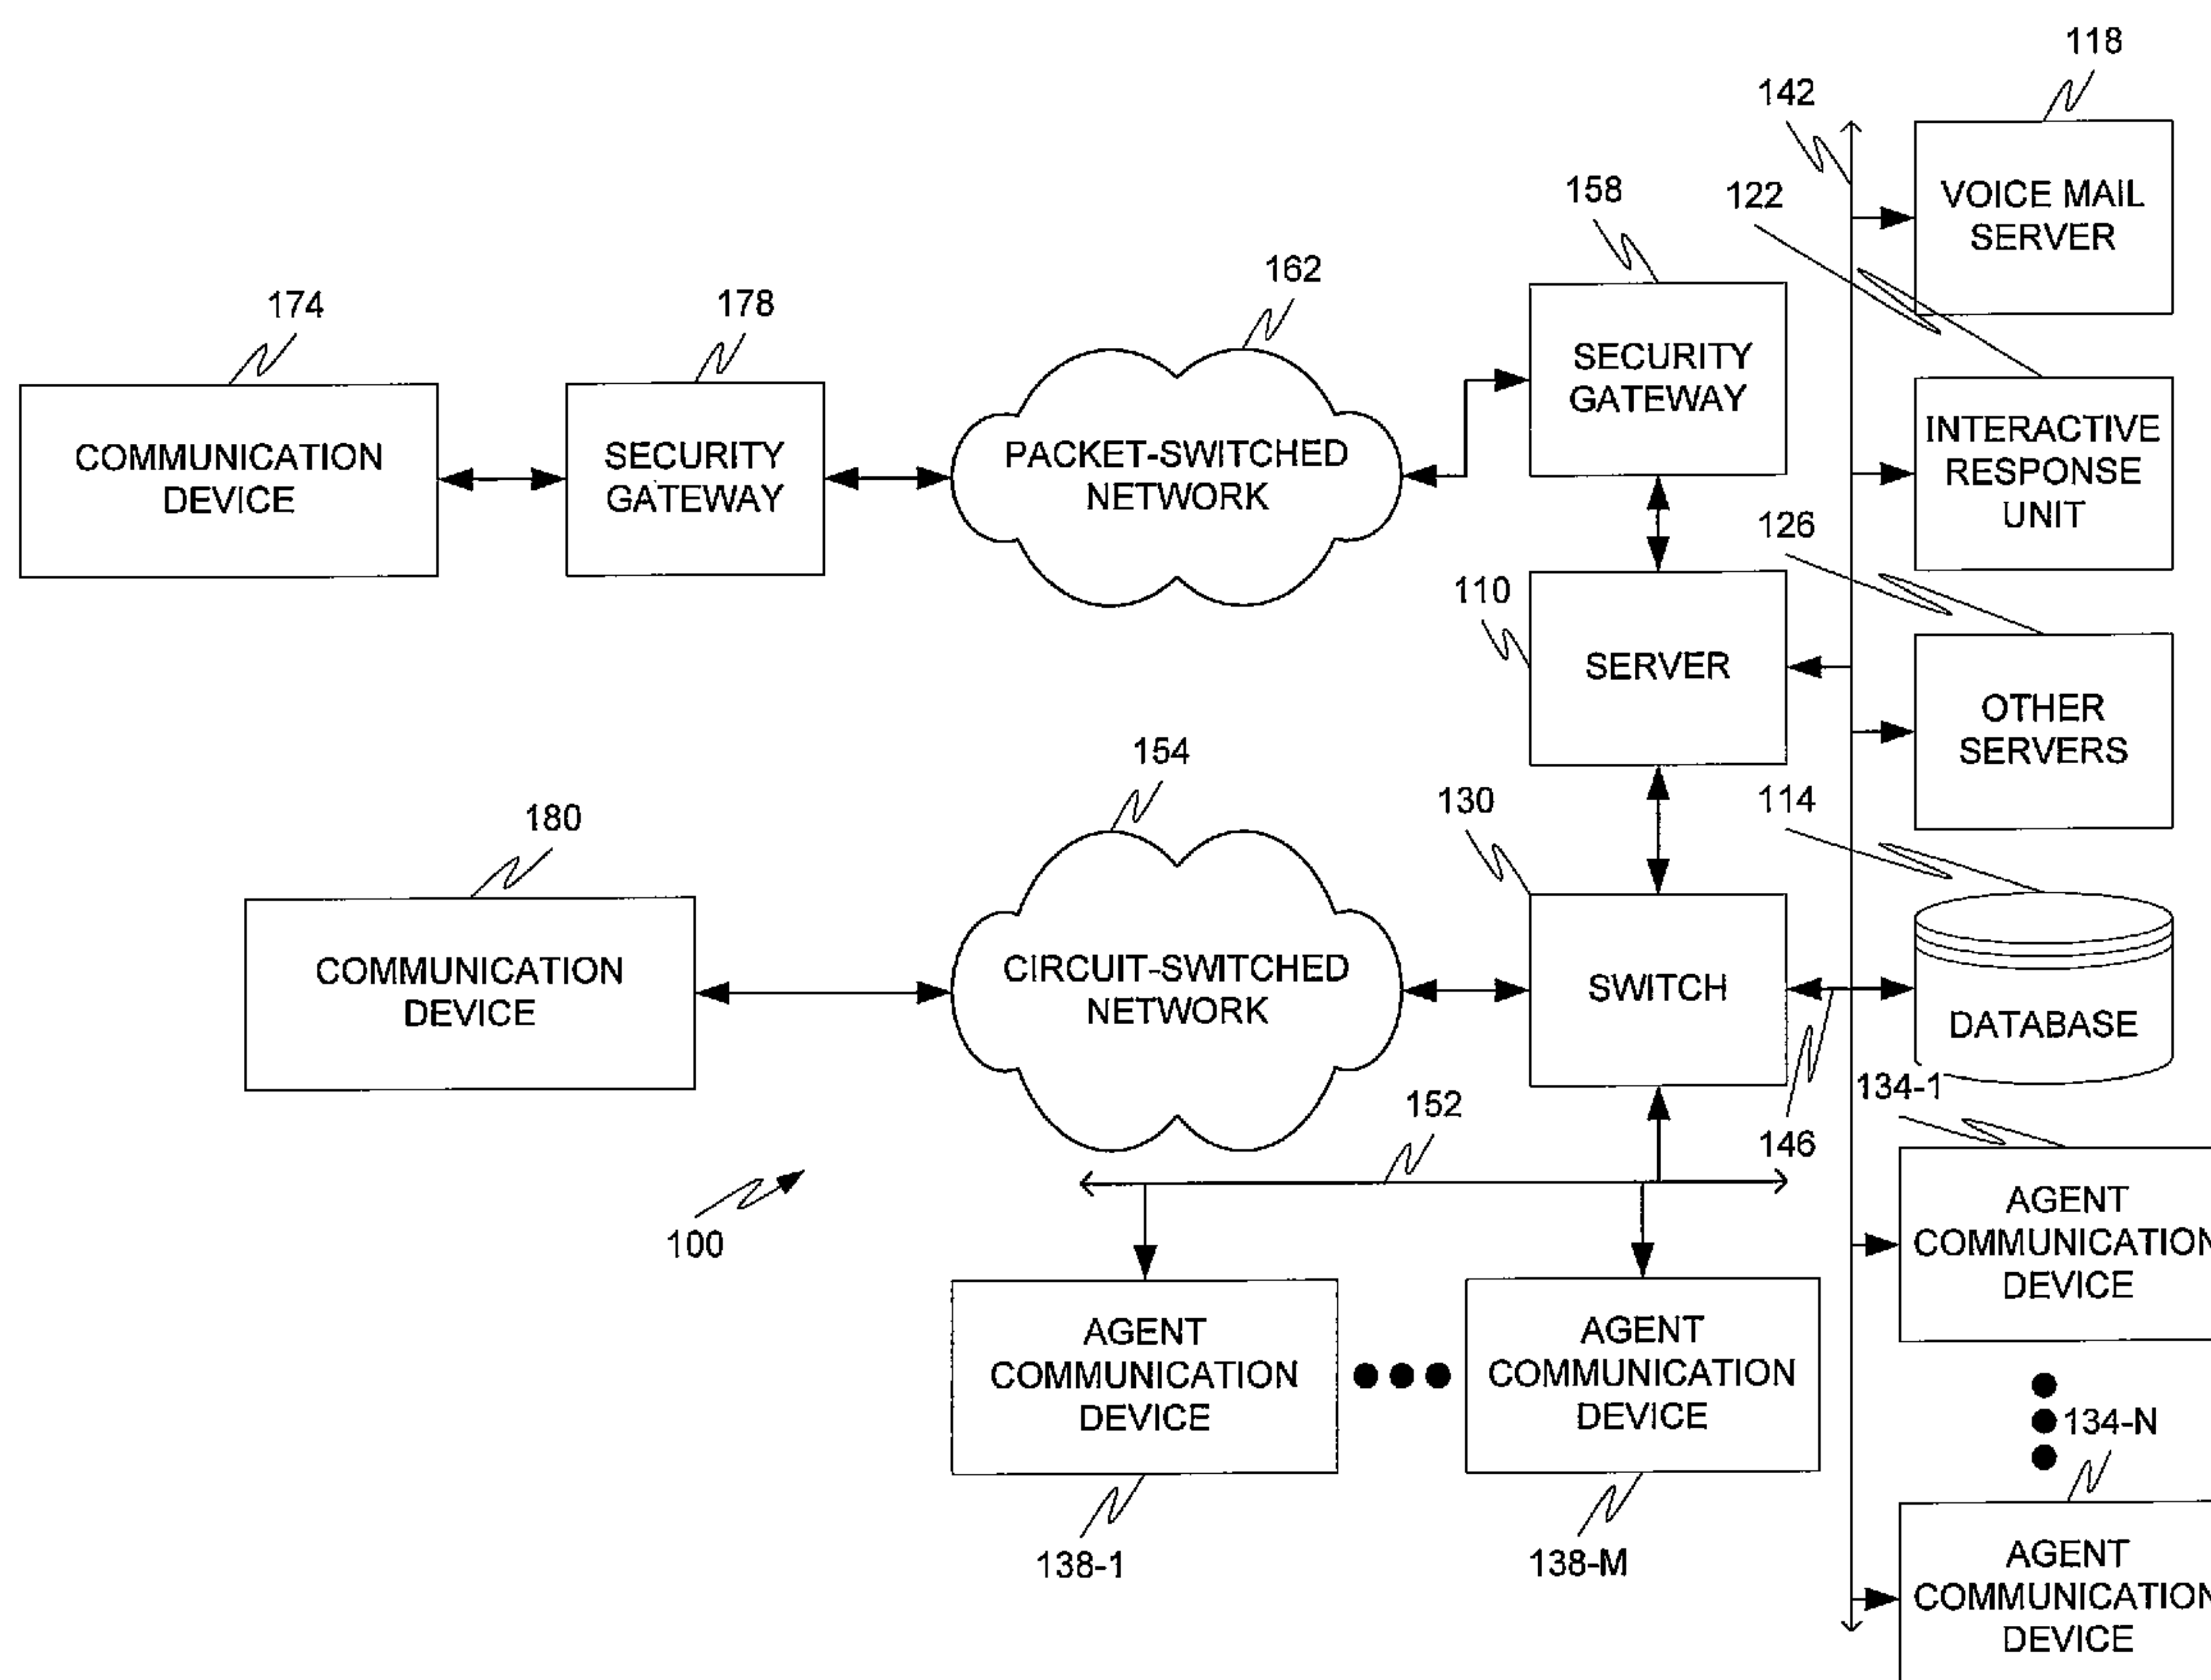 118
142
VOICE MAIL
SERVER
158
122
162
174
178
SECURITY
GATEWAY
COMMUNICATION
DEVICE
SECURITY
GATEWAY
PACKET-SWITCHED
NETWORK
INTERACTIVE
RESPONSE
UNIT
126
110
SERVER
OTHER
SERVERS
154
180
130
114
COMMUNICATION
DEVICE
CIRCUIT-SWITCHED
NETWORK
SWITCH
DATABASE
134-1
152
146
100
AGENT
COMMUNICATION
DEVICE
AGENT
COMMUNICATION
DEVICE
AGENT
COMMUNICATION
DEVICE
134-N
138-1
138-M
AGENT
COMMUNICATION
DEVICE